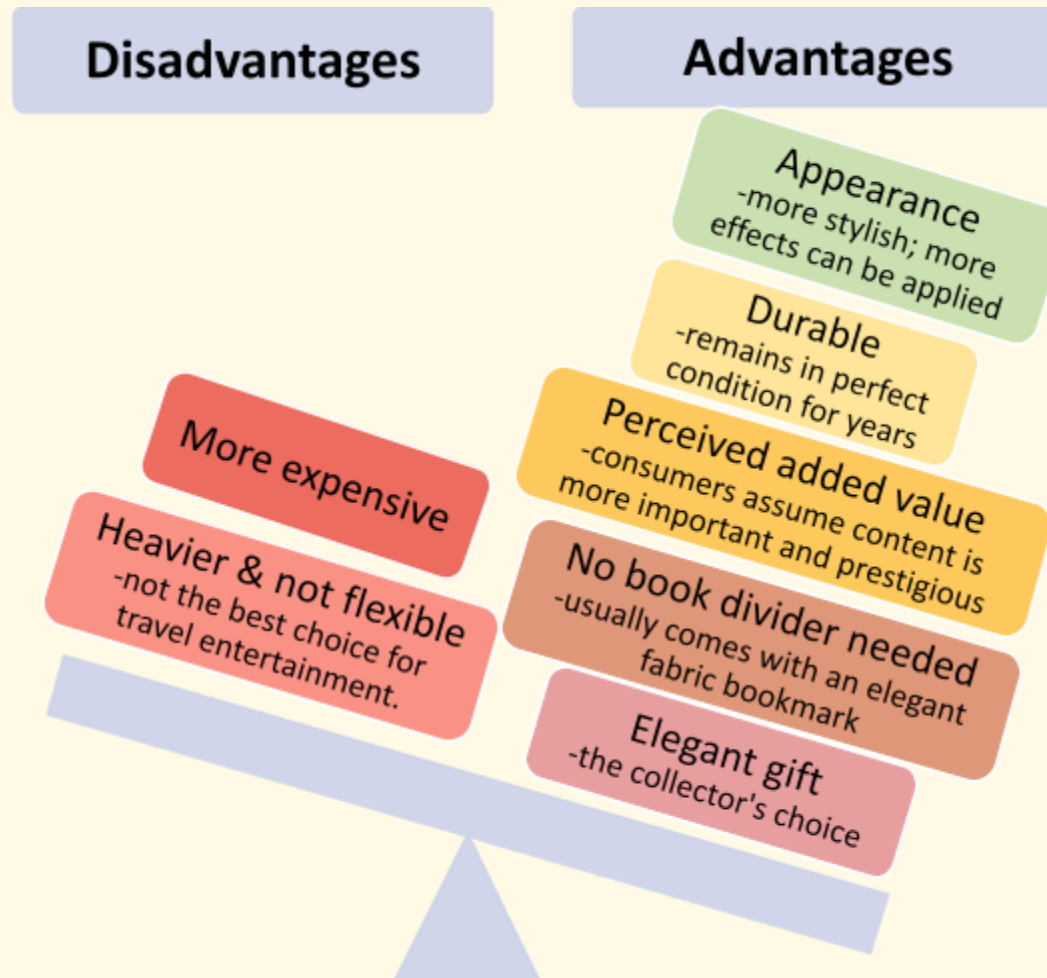 Disadvantages
More expensive
Heavier & not flexible
-not the best choice for
travel entertainment.
Advantages
Appearance
-more stylish; more
effects can be applied
Durable
-remains in perfect
condition for years
Perceived added value
-consumers assume content is
more important and prestigious
No book divider needed
-usually comes with an elegant
fabric bookmark
Elegant gift
-the collector's choice